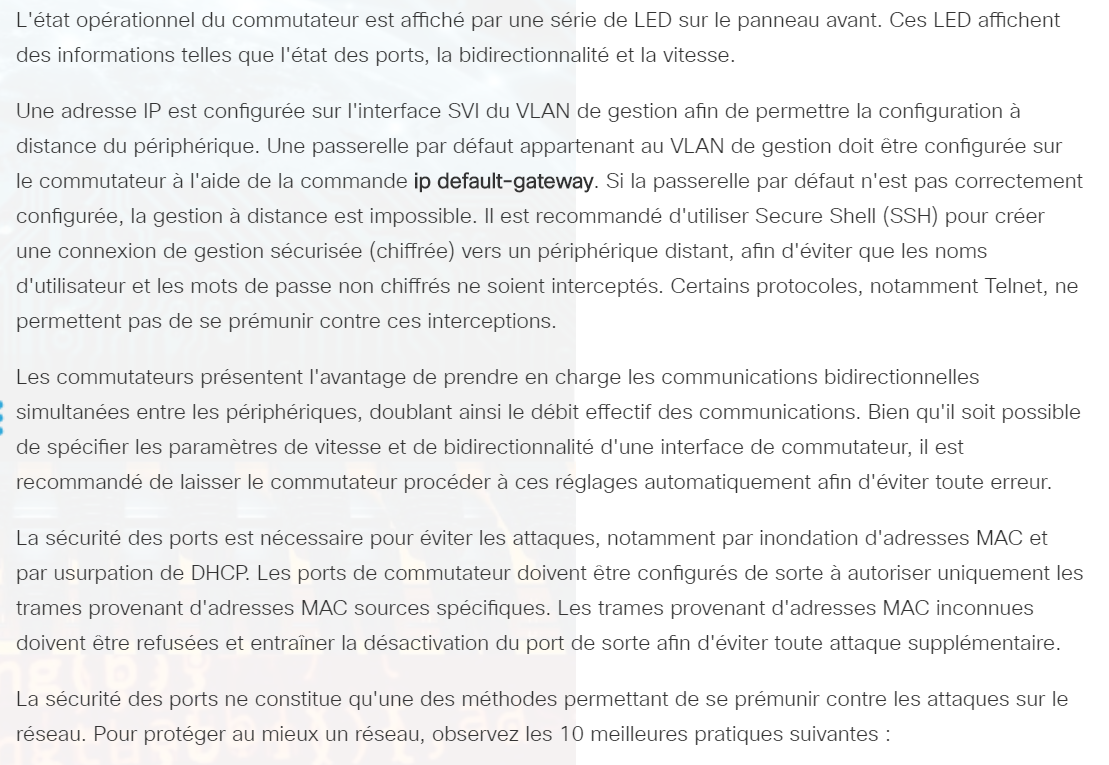 L'état opérationnel du commutateur est affiché par une série de LED sur le panneau avant. Ces LED affichent
des informations telles que l'état des ports, la bidirectionnalité et la vitesse.
Une adresse IP est configurée sur l'interface SVI du VLAN de gestion afin de permettre la configuration à
distance du périphérique. Une passerelle par défaut appartenant au VLAN de gestion doit être configurée sur
le commutateur à l'aide de la commande ip default-gateway. Si la passerelle par défaut n'est pas correctement
configurée, la gestion à distance est impossible. Il est recommandé d'utiliser Secure Shell (SSH) pour créer
une connexion de gestion sécurisée (chiffrée) vers un périphérique distant, afin d'éviter que les noms
d'utilisateur et les mots de passe non chiffrés ne soient interceptés. Certains protocoles, notamment Telnet, ne
permettent pas de se prémunir contre ces interceptions.
Les commutateurs présentent l'avantage de prendre en charge les communications bidirectionnelles
simultanées entre les périphériques, doublant ainsi le débit effectif des communications. Bien qu'il soit possible
de spécifier les paramètres de vitesse et de bidirectionnalité d'une interface de commutateur, il est
recommandé de laisser le commutateur procéder à ces réglages automatiquement afin d'éviter toute erreur.
La sécurité des ports est nécessaire pour éviter les attaques, notamment par inondation d'adresses MAC et
par usurpation de DHCP. Les ports de commutateur doivent être configurés de sorte à autoriser uniquement les
trames provenant d'adresses MAC sources spécifiques. Les trames provenant d'adresses MAC inconnues
doivent être refusées et entraîner la désactivation du port de sorte afin d'éviter toute attaque supplémentaire.
La sécurité des ports ne constitue qu'une des méthodes permettant de se prémunir contre les attaques sur le
réseau. Pour protéger au mieux un réseau, observez les 10 meilleures pratiques suivantes :